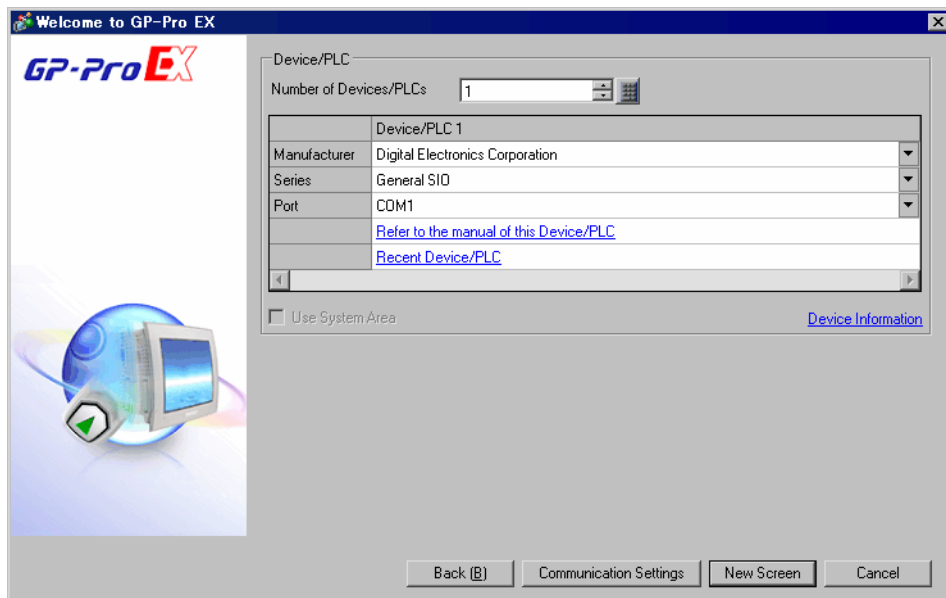 Welcome to GP-Pro EX
GP-Pro EX
Device/PLC
Number of Devices/PLCs 1
Device/PLC 1
Manufacturer Digital Electronics Corporation
Series General SIO
Port COM1
Refer to the manual of this Device/PLC
Recent Device/PLC
Use System Area Device Information
Back (B) Communication Settings New Screen Cancel